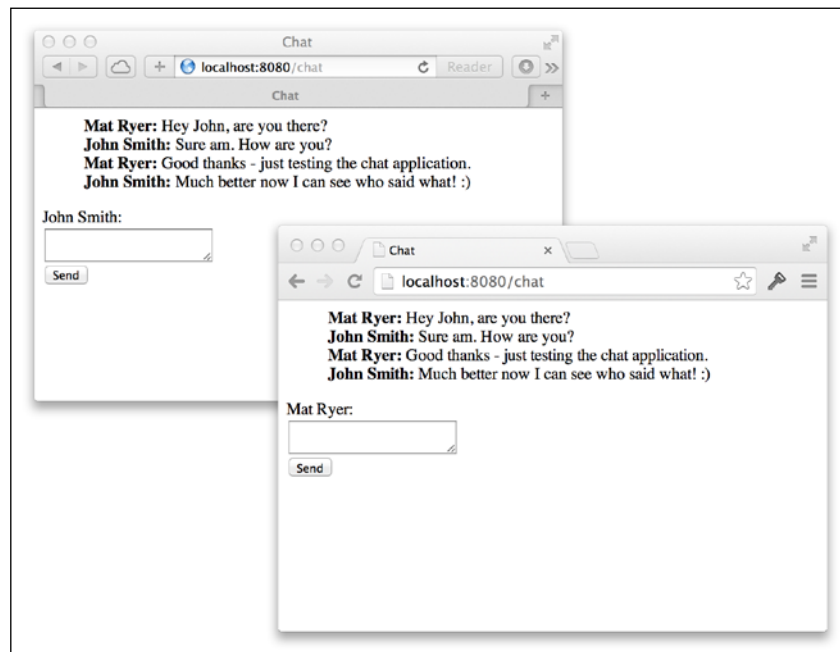 Chat
localhost:8080/chat
Reader
Chat
Mat Ryer: Hey John, are you there?
John Smith: Sure am. How are you?
Mat Ryer: Good thanks - just testing the chat application.
John Smith: Much better now I can see who said what! :)
John Smith:
Send
Chat
localhost:8080/chat
Mat Ryer: Hey John, are you there?
John Smith: Sure am. How are you?
Mat Ryer: Good thanks - just testing the chat application.
John Smith: Much better now I can see who said what! :)
Mat Ryer:
Send